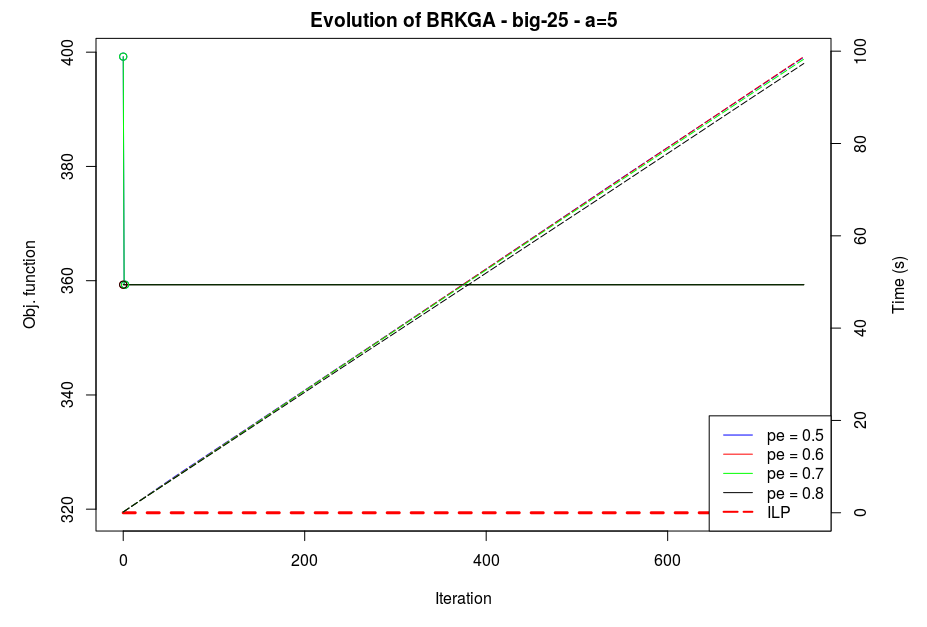 Evolution of BRKGA - big-25 - a=5
Obj. function
400
380
360
340
320
100
80
60
40
20
0
Time (s)
pe = 0.5
pe = 0.6
pe = 0.7
pe = 0.8
ILP
0 200 400 600
Iteration